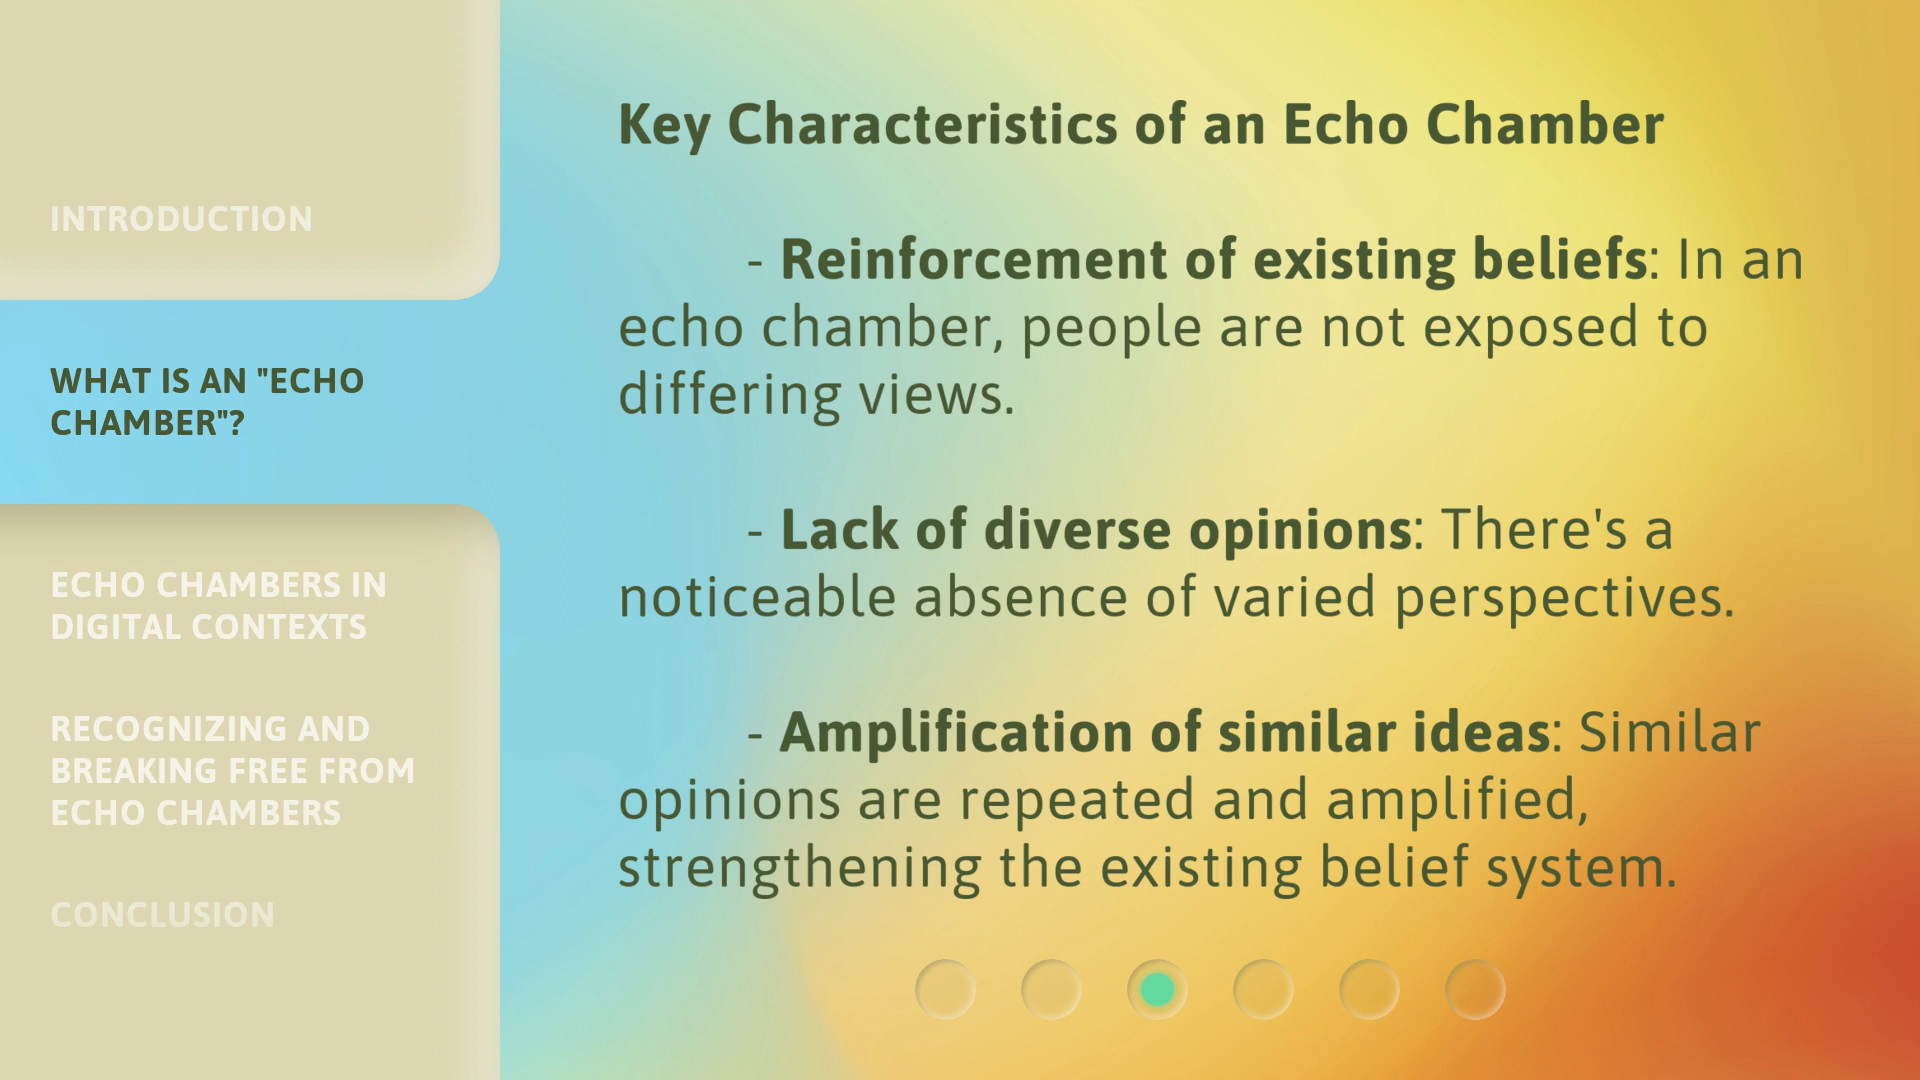 INTRODUCTION
WHAT IS AN "ECHO
CHAMBER"?
ECHO CHAMBERS IN
DIGITAL CONTEXTS
RECOGNIZING AND
BREAKING FREE FROM
ECHO CHAMBERS
CONCLUSION
Key Characteristics of an Echo Chamber
- Reinforcement of existing beliefs: In an
echo chamber, people are not exposed to
differing views.
- Lack of diverse opinions: There's a
noticeable absence of varied perspectives.
- Amplification of similar ideas: Similar
opinions are repeated and amplified,
strengthening the existing belief system.